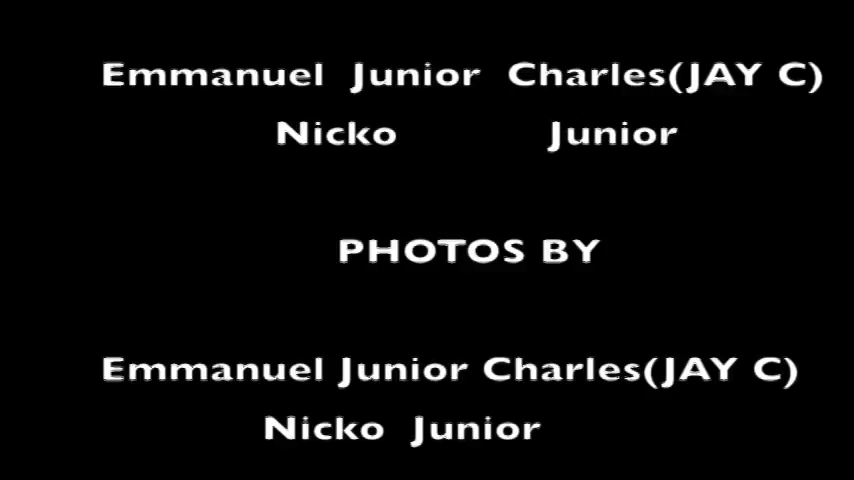 Emmanuel Junior Charles(JAY C)
Nicko Junior
PHOTOS BY
Emmanuel Junior Charles(JAY C)
Nicko Junior